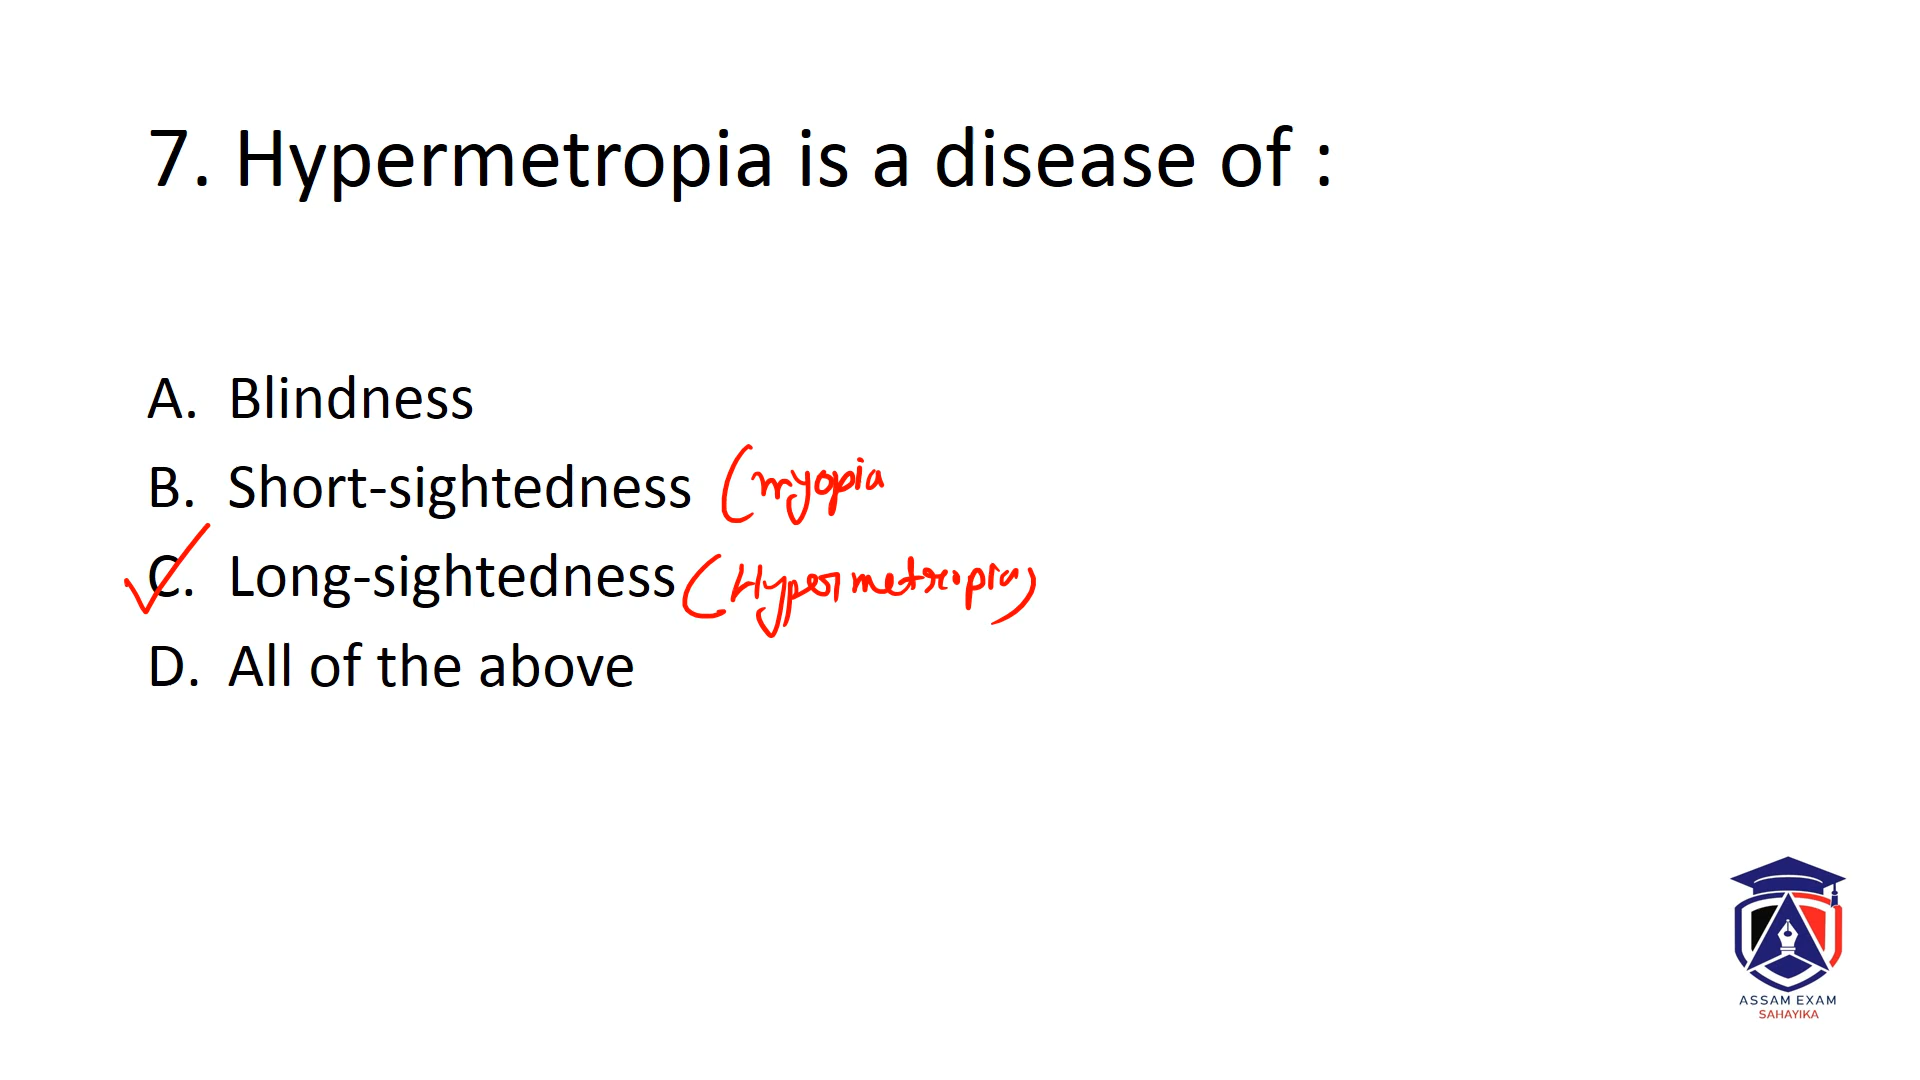 7. Hypermetropia is a disease of :
A. Blindness
B. Short-sightedness (myopia
C. Long-sightedness (Hypermetropia)
D. All of the above
ASSAM EXAM
SAHAYIKA